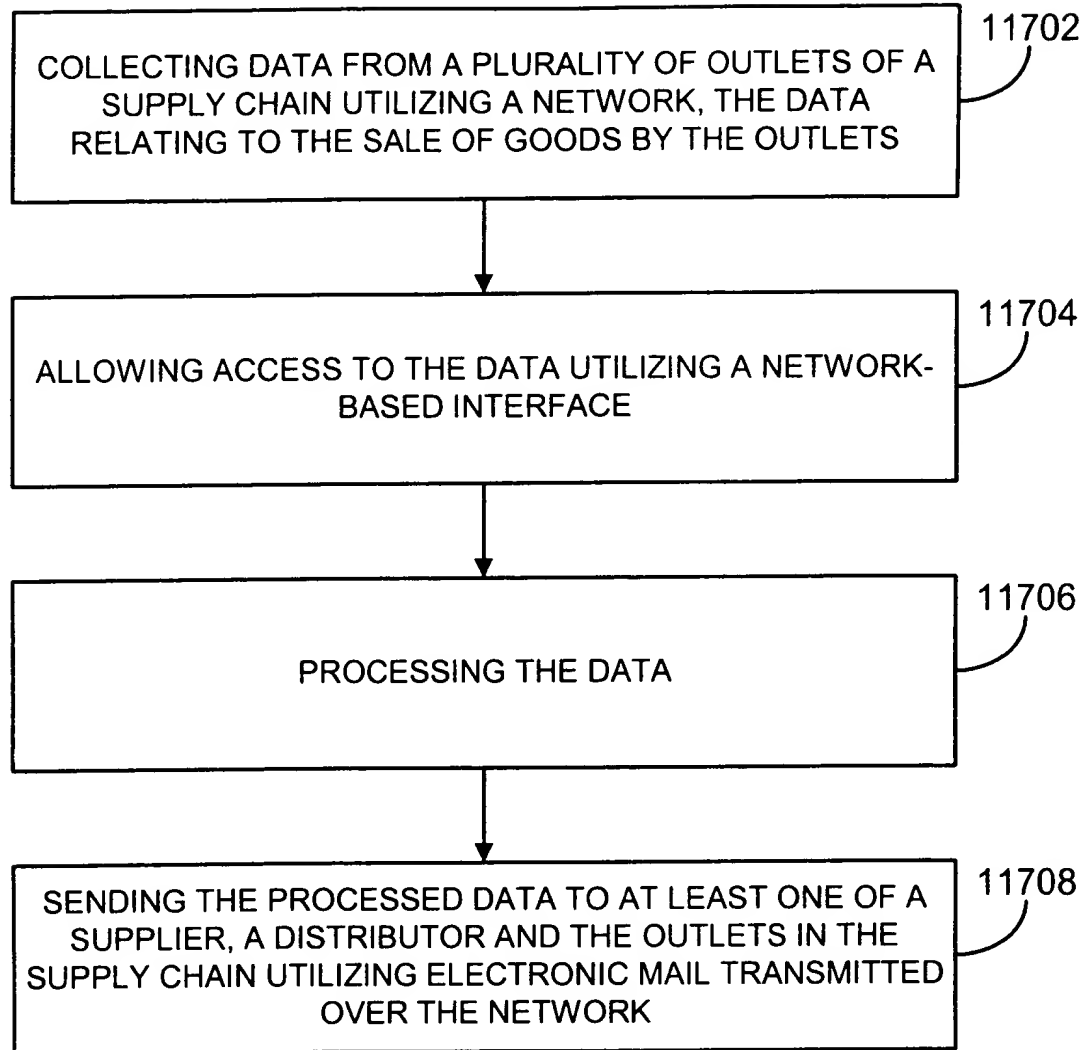 11702
COLLECTING DATA FROM A PLURALITY OF OUTLETS OF A
SUPPLY CHAIN UTILIZING A NETWORK, THE DATA
RELATING TO THE SALE OF GOODS BY THE OUTLETS
11704
ALLOWING ACCESS TO THE DATA UTILIZING A NETWORK-
BASED INTERFACE
11706
PROCESSING THE DATA
11708
SENDING THE PROCESSED DATA TO AT LEAST ONE OF A
SUPPLIER, A DISTRIBUTOR AND THE OUTLETS IN THE
SUPPLY CHAIN UTILIZING ELECTRONIC MAIL TRANSMITTED
OVER THE NETWORK